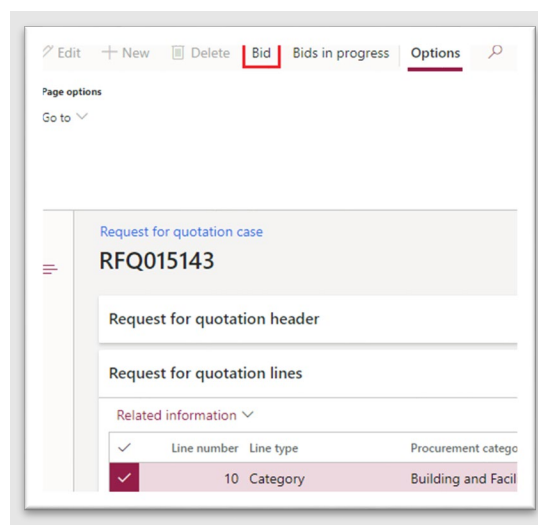 Edit New Delete Bid Bids in progress Options
Page options
Go to
Request for quotation case
RFQ015143
Request for quotation header
Request for quotation lines
Related information
Line number Line type Procurement catego
10 Category Building and Facil